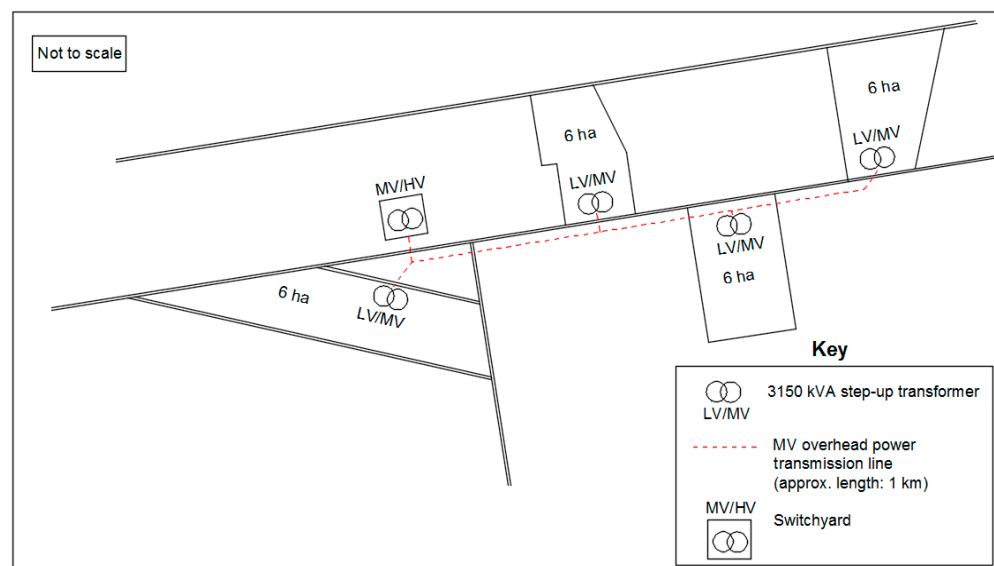 Not to scale
6 ha
6 ha
LV/MV
MV/HV
LV/MV
LV/MV
6 ha
6 ha
LV/MV
Key
3150 kVA step-up transformer
LV/MV
MV overhead power
transmission line
(approx. length: 1 km)
MV/HV
Switchyard